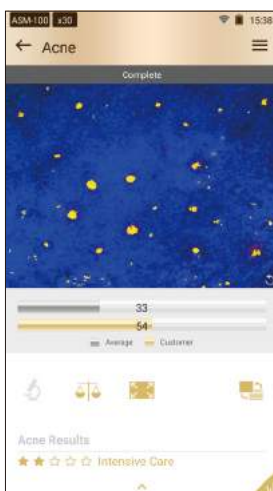 ASM-100 x30 15:38
Acne
Complete
33
54
Average Customer
Acne Results
Intensive Care